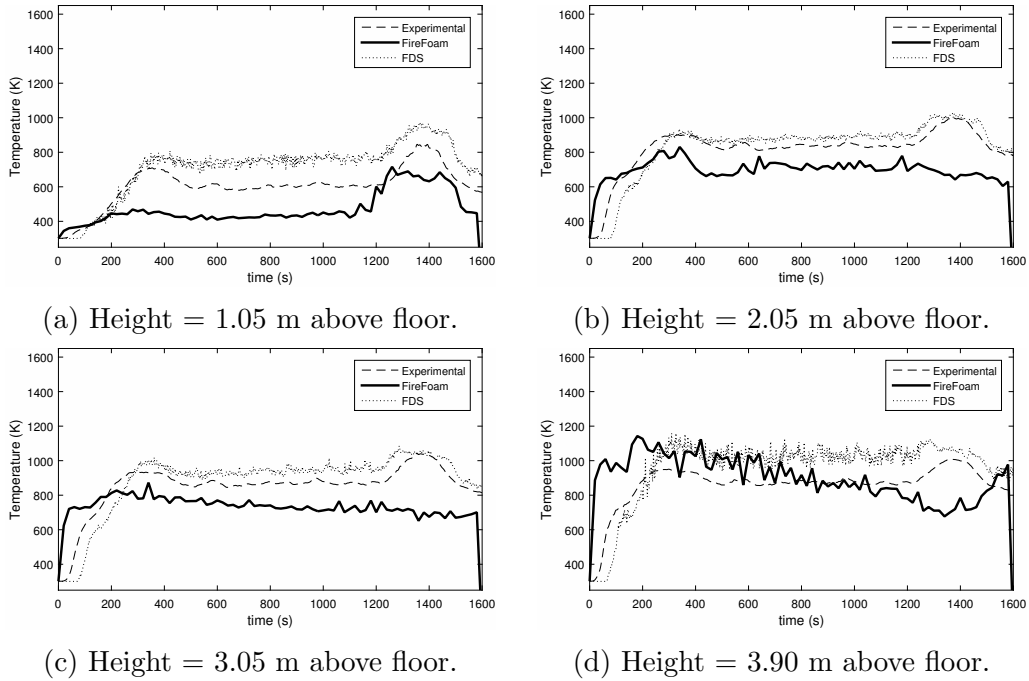 1600
1400
1200
1000
800
600
400
Temperature (K)
0 200 400 600 800 1000 1200 1400 1600
time (s)
Experimental
FireFoam
FDS
(a) Height = 1.05 m above floor.
1600
1400
1200
1000
800
600
400
Temperature (K)
0 200 400 600 800 1000 1200 1400 1600
time (s)
Experimental
FireFoam
FDS
(b) Height = 2.05 m above floor.
1600
1400
1200
1000
800
600
400
Temperature (K)
0 200 400 600 800 1000 1200 1400 1600
time (s)
Experimental
FireFoam
FDS
(c) Height = 3.05 m above floor.
1600
1400
1200
1000
800
600
400
Temperature (K)
0 200 400 600 800 1000 1200 1400 1600
time (s)
Experimental
FireFoam
FDS
(d) Height = 3.90 m above floor.